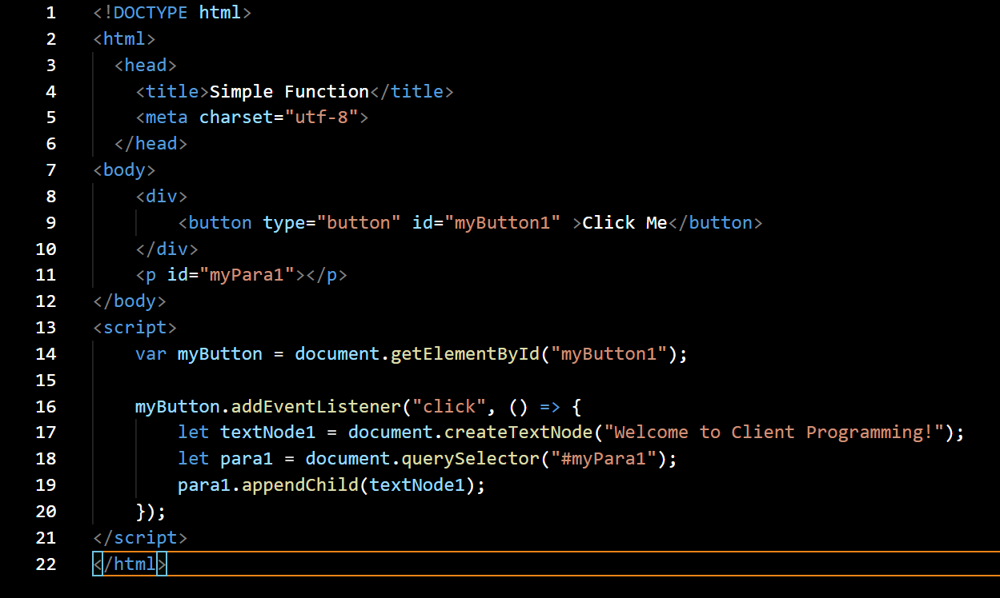 1 <!DOCTYPE html>
2 <html>
3   <head>
4     <title>Simple Function</title>
5     <meta charset="utf-8">
6   </head>
7 <body>
8     <div>
9         <button type="button" id="myButton1" >Click Me</button>
10     </div>
11     <p id="myPara1"></p>
12 </body>
13 <script>
14     var myButton = document.getElementById("myButton1");
15
16     myButton.addEventListener("click", () => {
17         let textNode1 = document.createTextNode("Welcome to Client Programming!");
18         let para1 = document.querySelector("#myPara1");
19         para1.appendChild(textNode1);
20     });
21 </script>
22 </html>